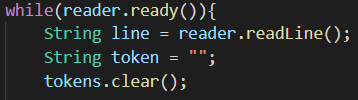 while(reader.ready()){
String line = reader.readLine();
String token = "";
tokens.clear();